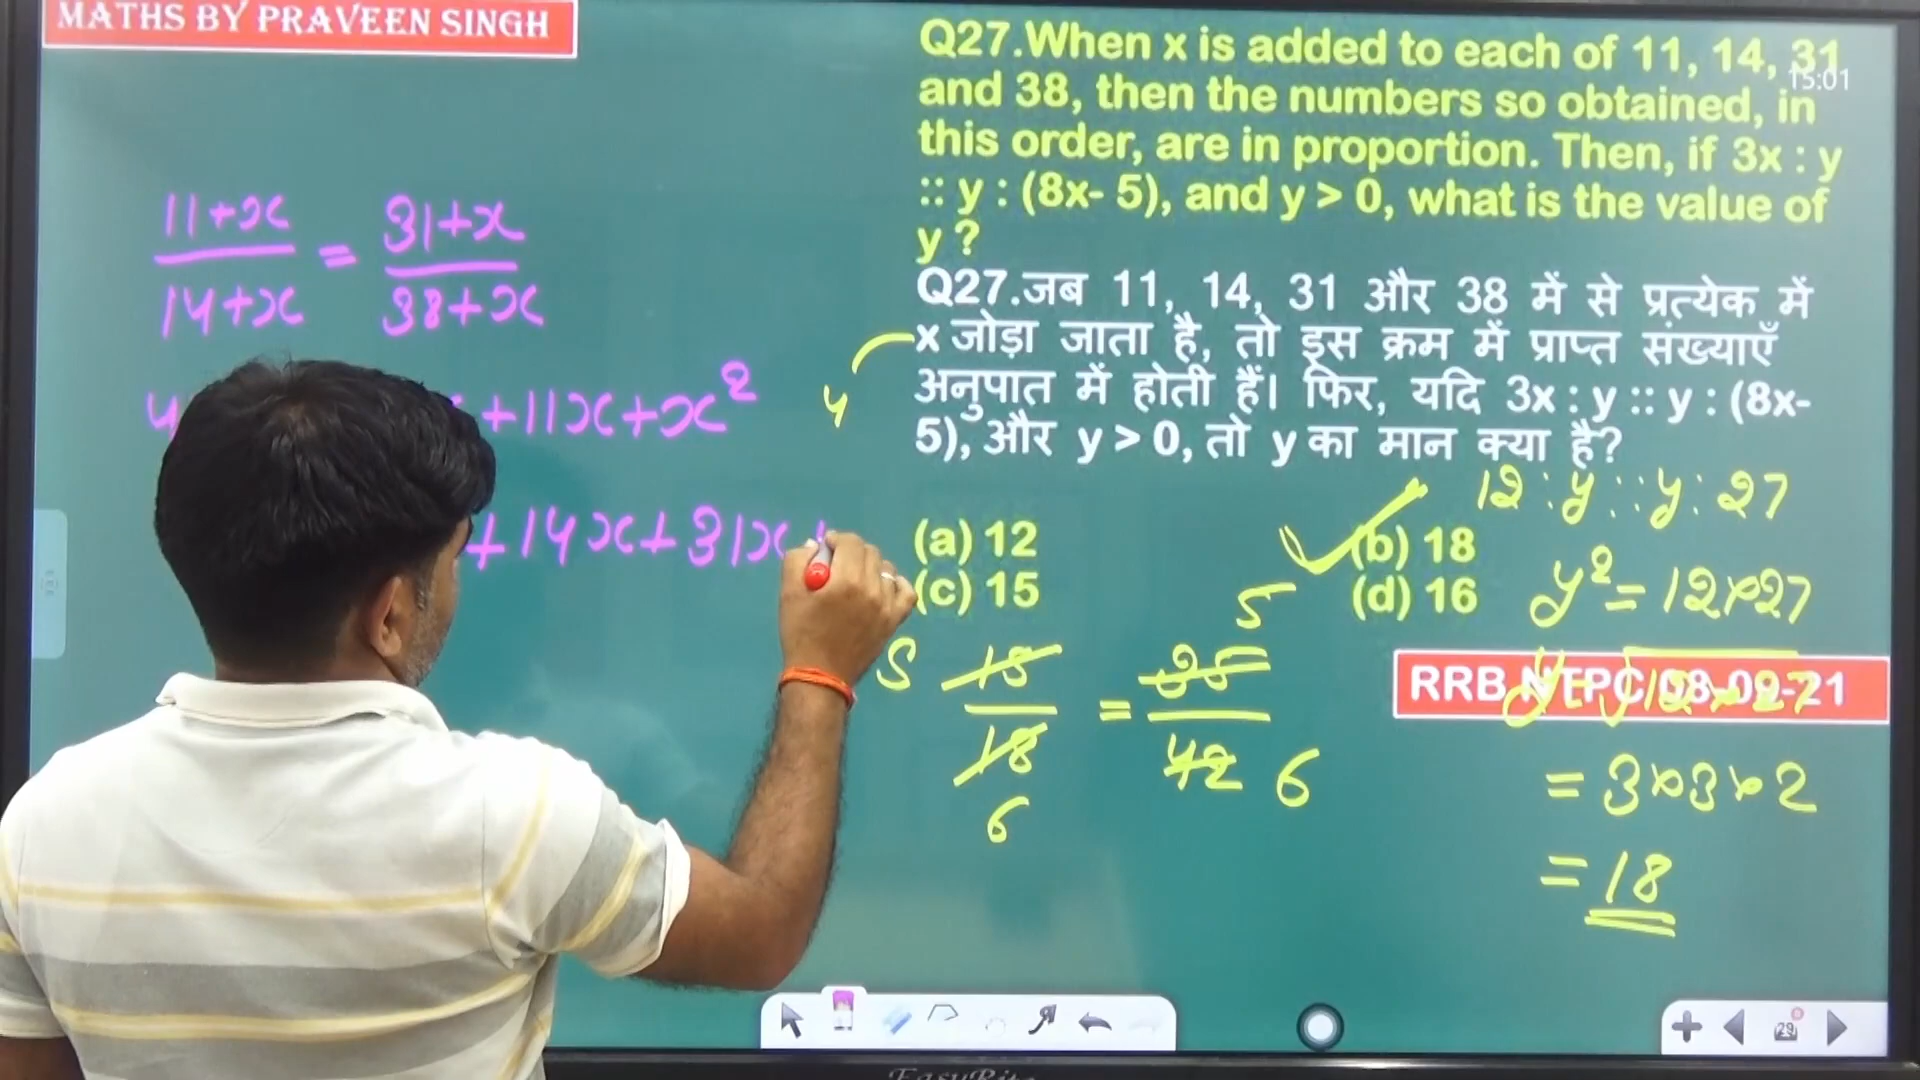 MATHS BY PRAVEEN SINGH
Q27.When x is added to each of 11, 14, 31
and 38, then the numbers so obtained, in
this order, are in proportion. Then, if 3x : y
:: y : (8x- 5), and y > 0, what is the value of
y ?
15:01
Q27.जब 11, 14, 31 और 38 में से प्रत्येक में
x जोड़ा जाता है, तो इस क्रम में प्राप्त संख्याएँ
अनुपात में होती हैं। फिर, यदि 3x : y :: y : (8x-
5), और y > 0, तो y का मान क्या है?
(a) 12 (b) 18
(c) 15 (d) 16
RRB NTPC
11+x = 31+x
14+x 38+x
+11x+x²
+14x+31x+
4
12 : y :: y : 27
y² = 12×27
= 3×3×2
= 18
5 15 = 35 5
18 42 6
6
29
EasyRite